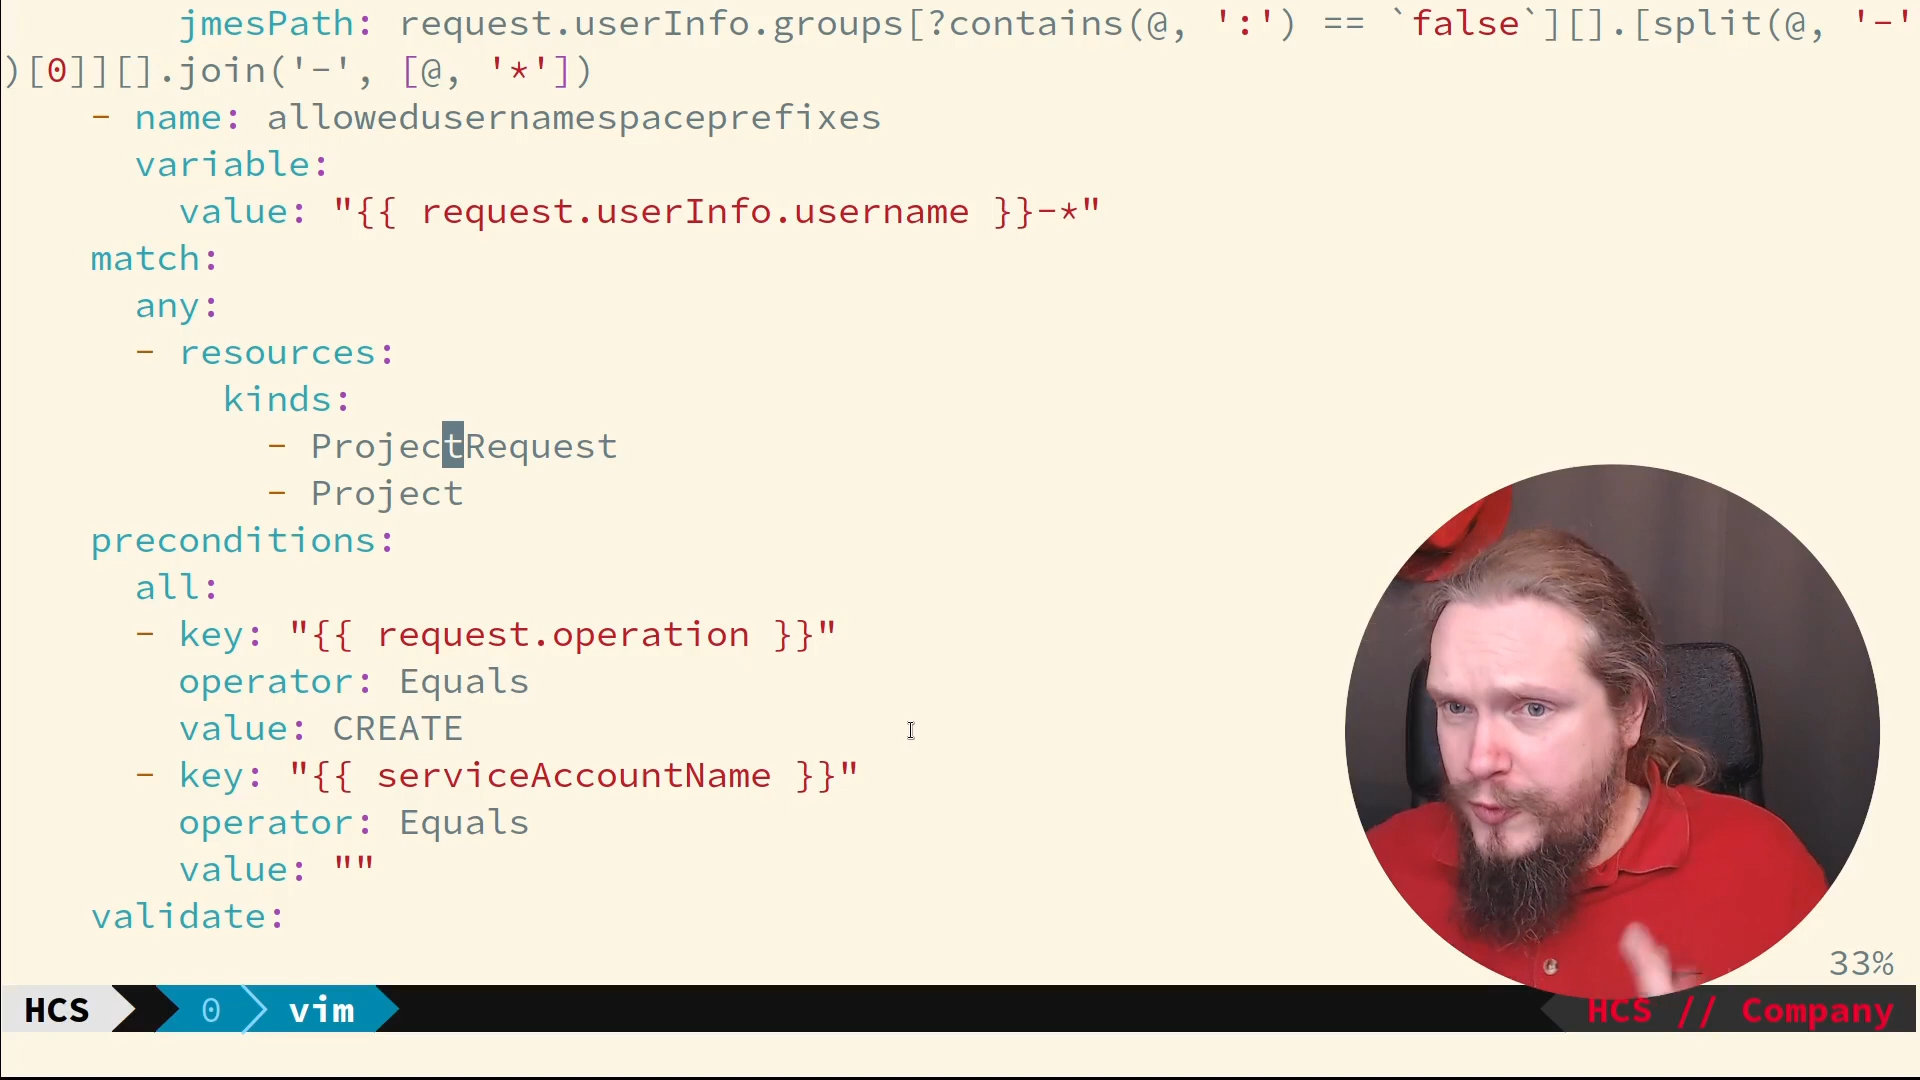 jmesPath: request.userInfo.groups[?contains(@, ':') == `false`][].[split(@, '-'
)[0]][].join('-', [@, '*'])
- name: allowedusernamespaceprefixes
variable:
value: "{{ request.userInfo.username }}-*"
match:
any:
- resources:
kinds:
- ProjectRequest
- Project
preconditions:
all:
- key: "{{ request.operation }}"
operator: Equals
value: CREATE
- key: "{{ serviceAccountName }}"
operator: Equals
value: ""
validate:
33%
HCS 0 vim HCS // Company